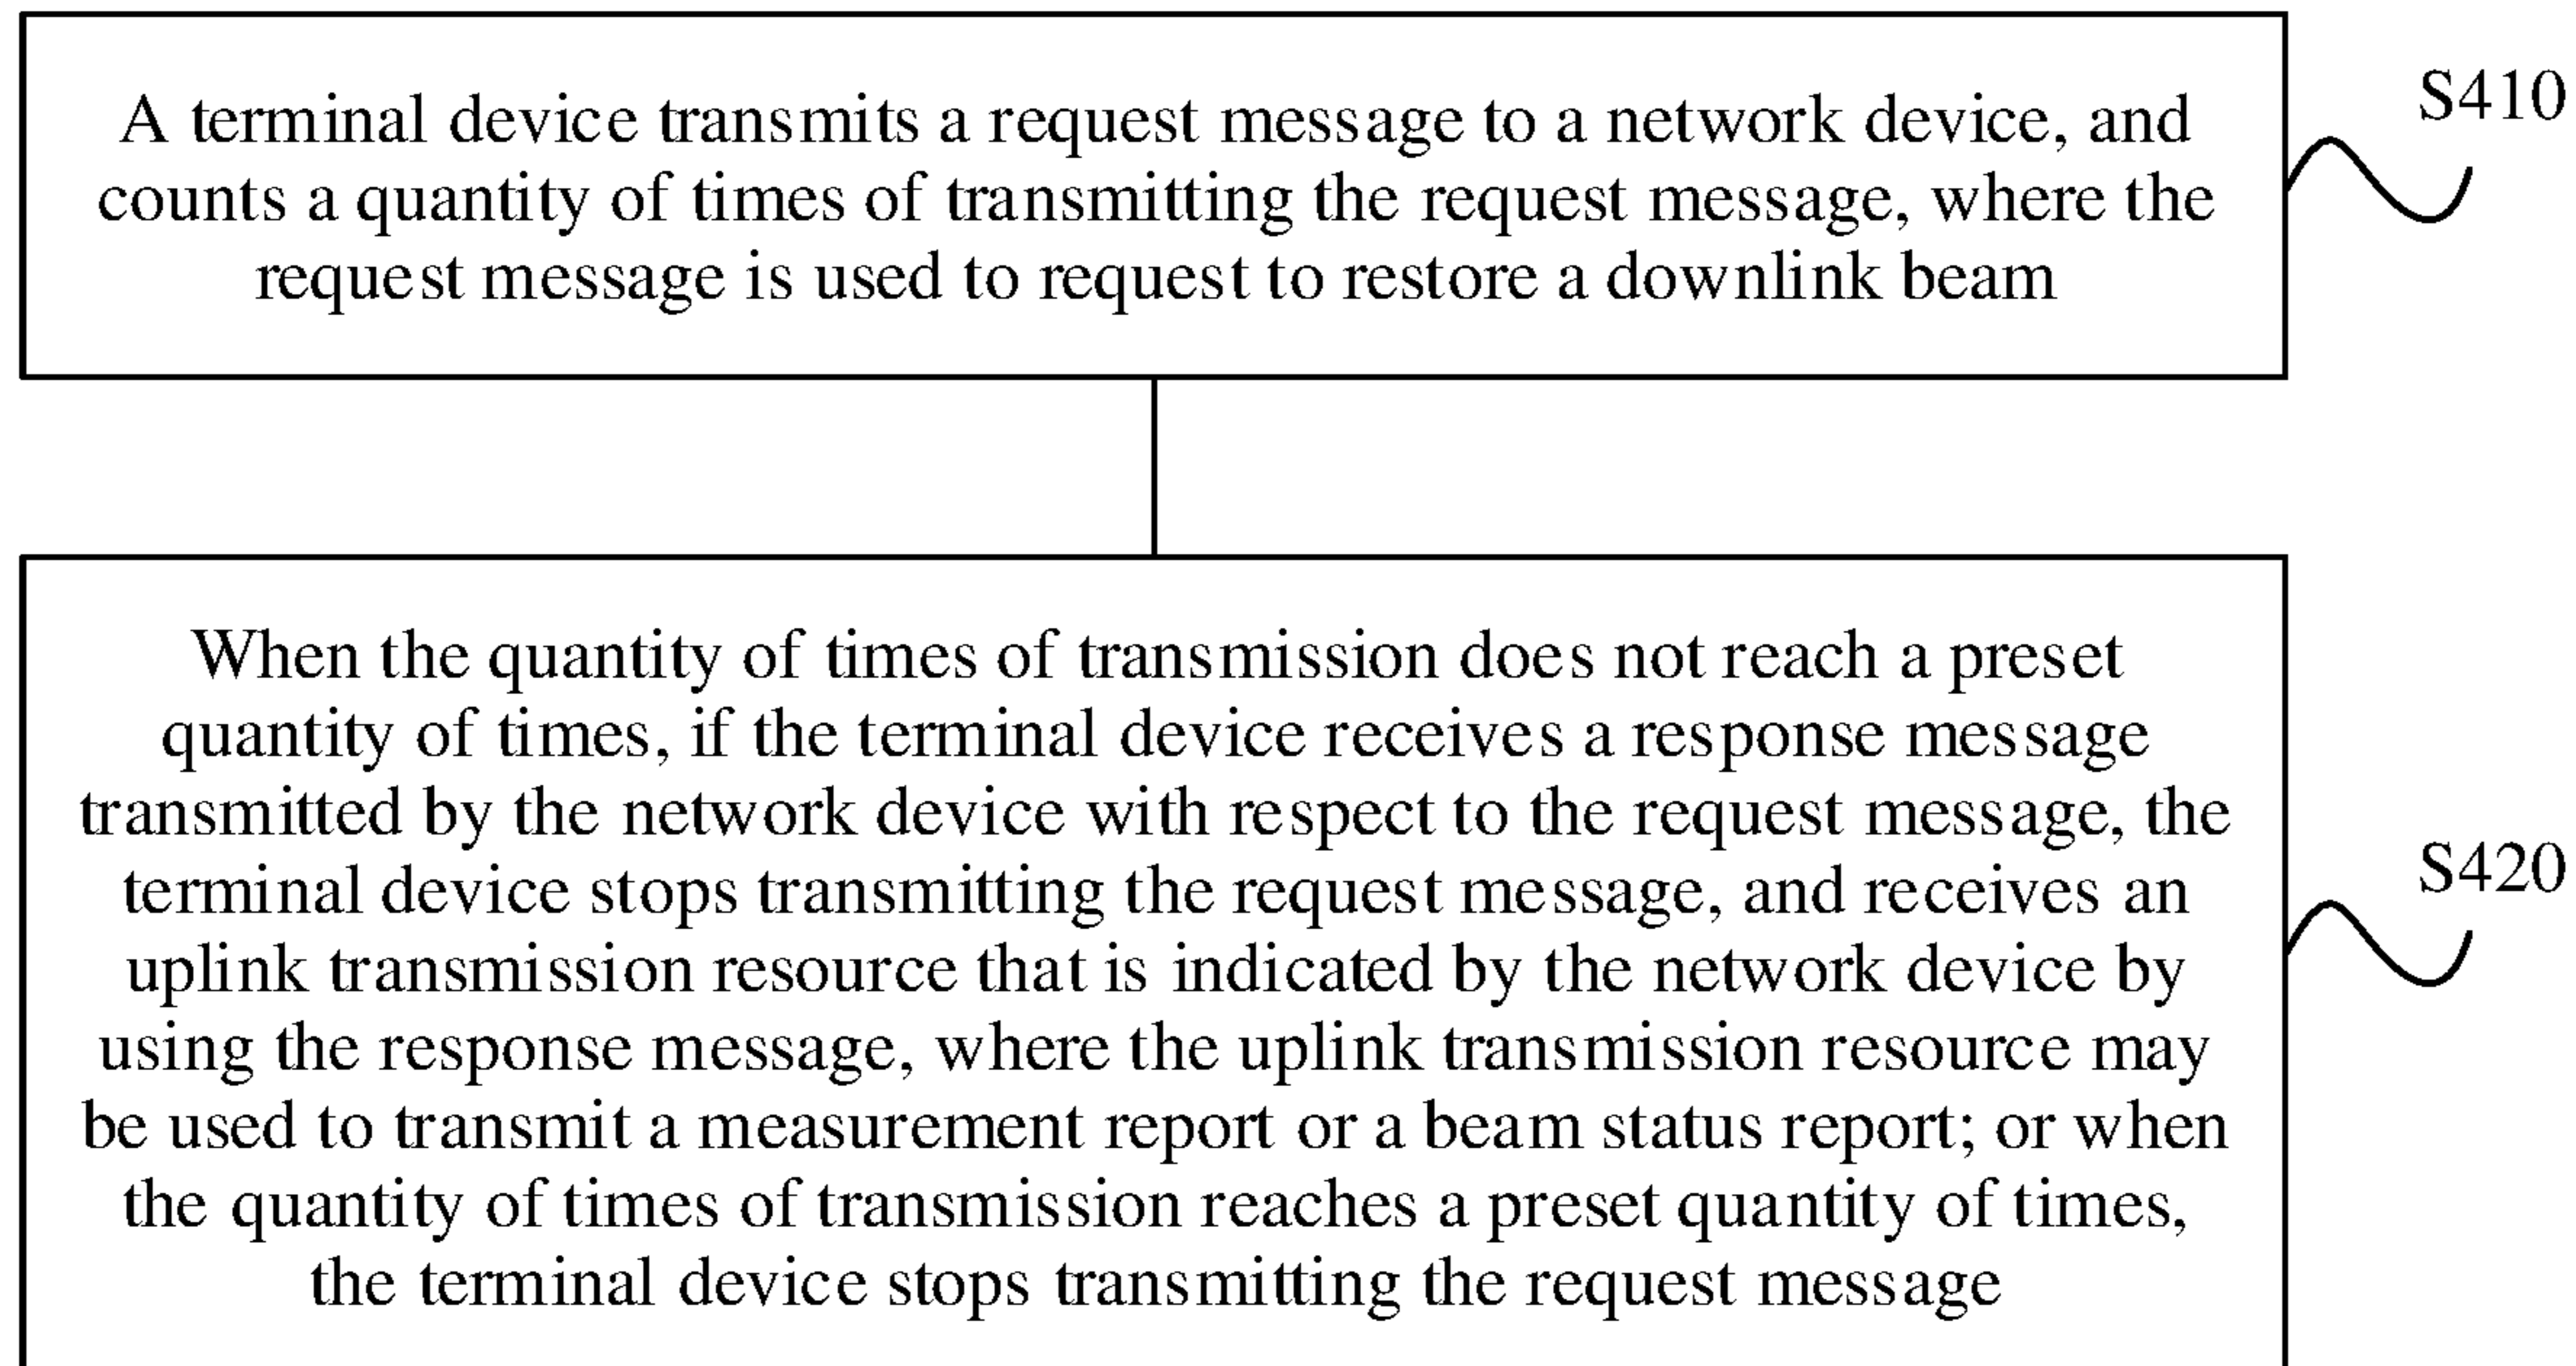 A terminal device transmits a request message to a network device, and
counts a quantity of times of transmitting the request message, where the
request message is used to request to restore a downlink beam
S410
When the quantity of times of transmission does not reach a preset
quantity of times, if the terminal device receives a response message
transmitted by the network device with respect to the request message, the
terminal device stops transmitting the request message, and receives an
uplink transmission resource that is indicated by the network device by
using the response message, where the uplink transmission resource may
be used to transmit a measurement report or a beam status report; or when
the quantity of times of transmission reaches a preset quantity of times,
the terminal device stops transmitting the request message
S420